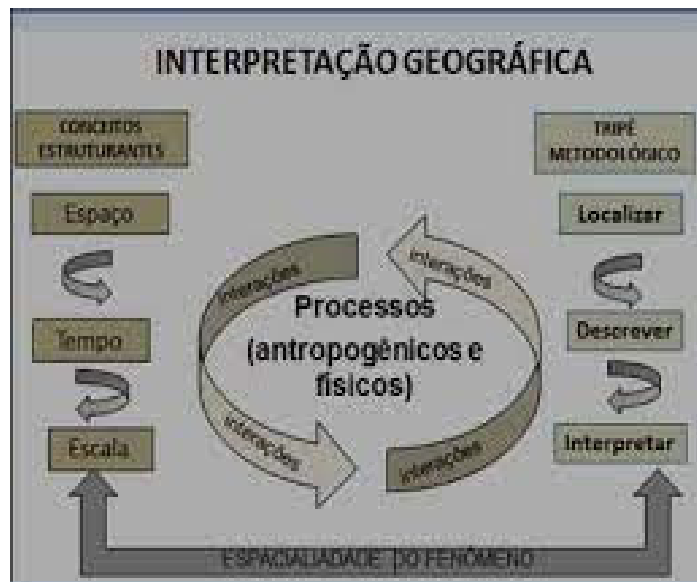 INTERPRETAÇÃO GEOGRÁFICA
CONCEITOS
ESTRUTURANTES
Espaço
Tempo
Escala
interações
interações
interações
interações
Processos
(antropogênicos e
físicos)
TRIPÉ
METODOLÓGICO
Localizar
Descrever
Interpretar
ESPACIALIADADE DO FENÔMENO